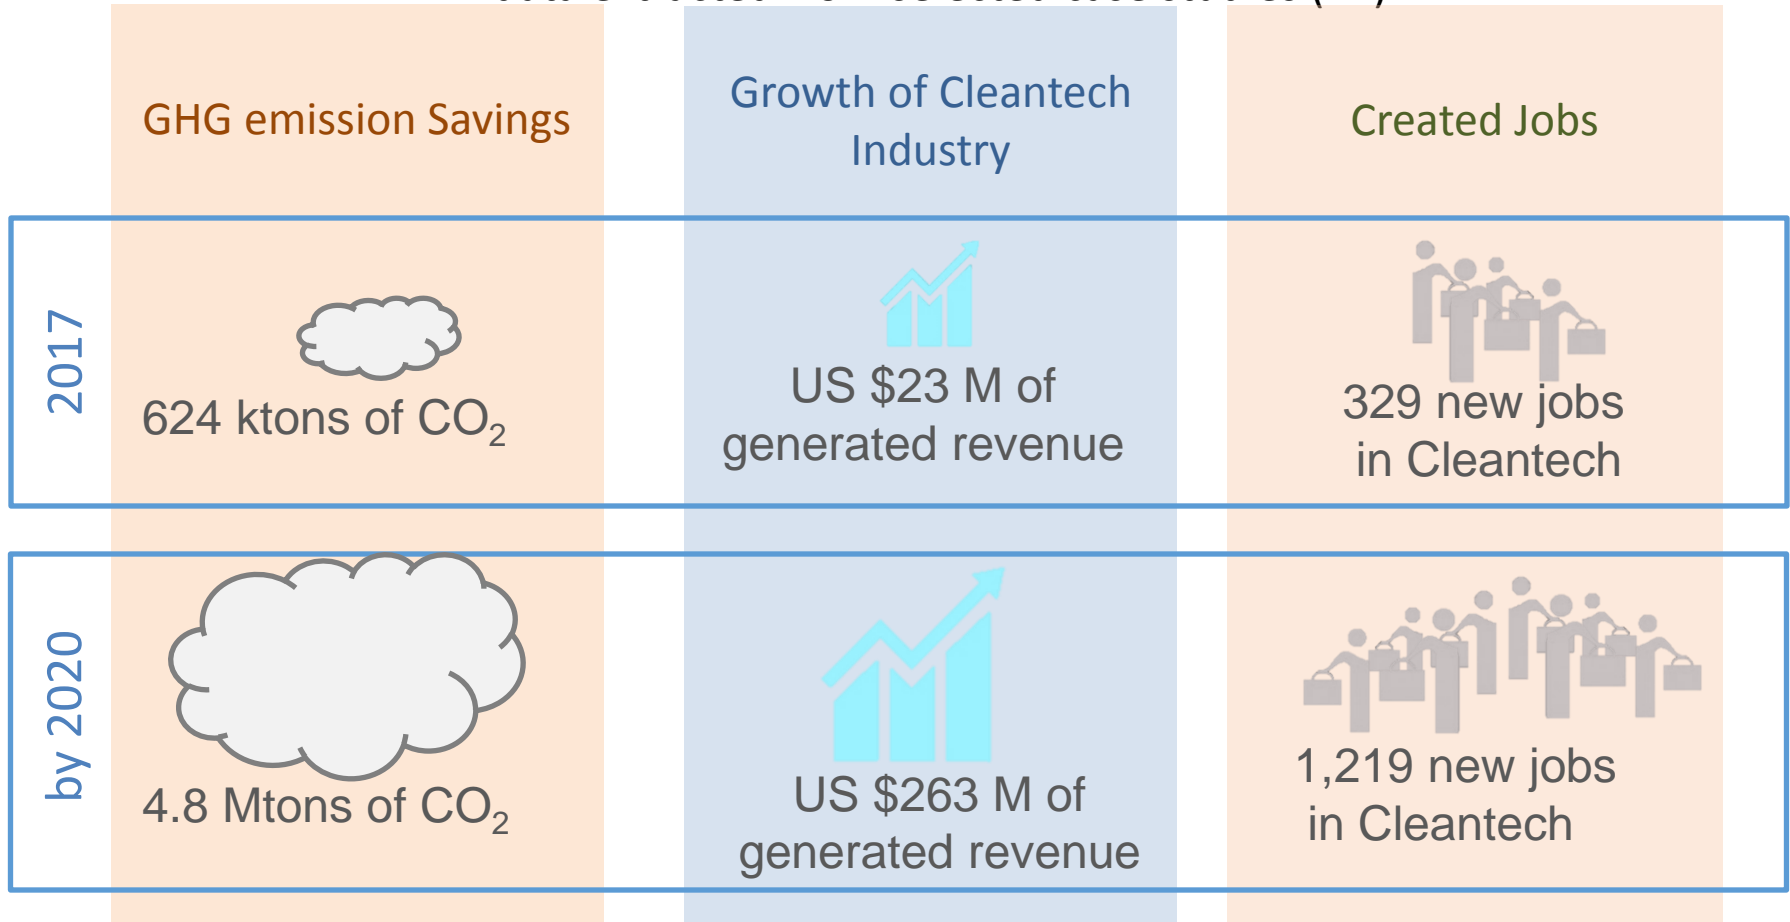 GHG emission Savings
Growth of Cleantech
Industry
Created Jobs
2017
624 ktons of CO₂
US $23 M of
generated revenue
329 new jobs
in Cleantech
by 2020
4.8 Mtons of CO₂
US $263 M of
generated revenue
1,219 new jobs
in Cleantech